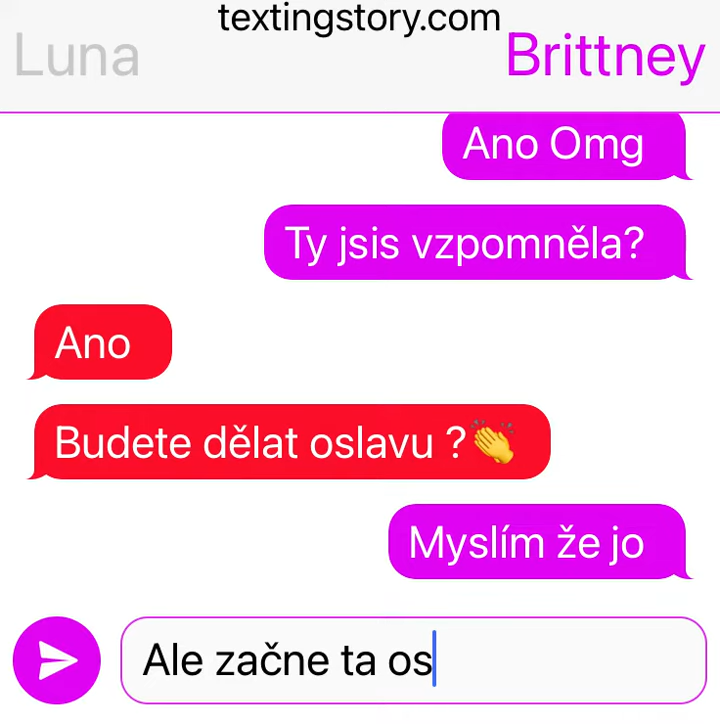 textingstory.com
Luna
Brittney
Ano Omg
Ty jsis vzpomněla?
Ano
Budete dělat oslavu ?👏
Myslím že jo
Ale začne ta os